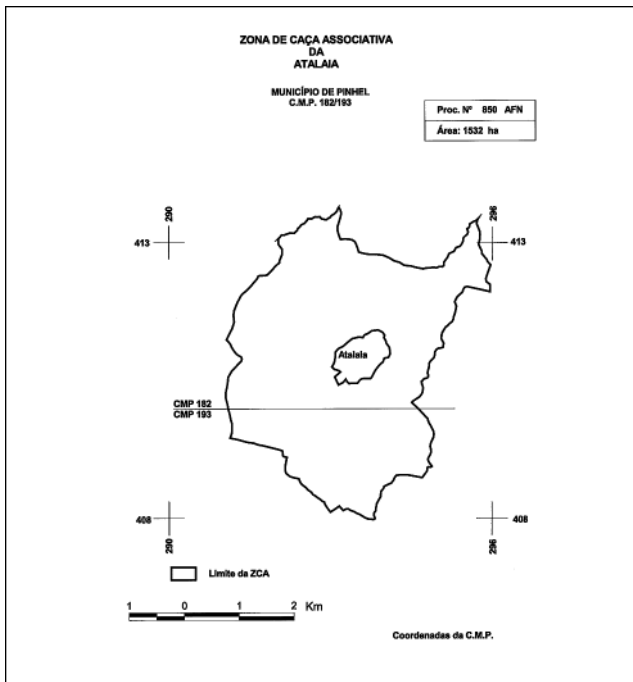 ZONA DE CAÇA ASSOCIATIVA
DA
ATALAIA
MUNICÍPIO DE PINHEL
C.M.P. 182/193
Proc. Nº 850 AFN
Área: 1532 ha
290
296
413
413
Atalaia
CMP 182
CMP 193
408
408
290
296
Limite da ZCA
1 0 1 2 Km
Coordenadas da C.M.P.